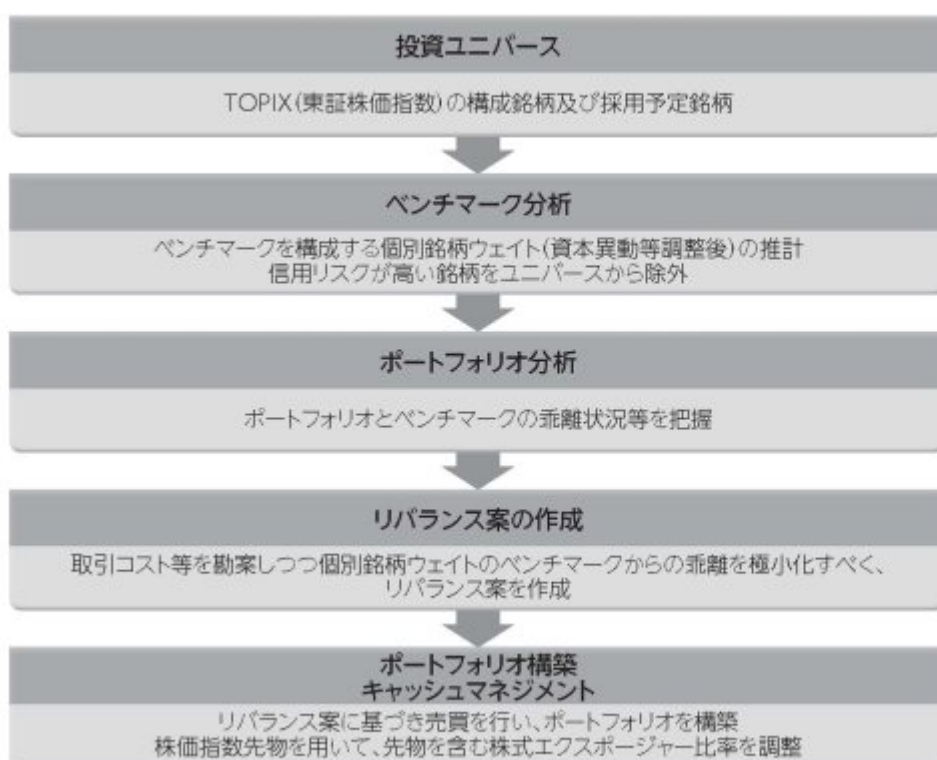 投資ユニバース
TOPIX(東証株価指数)の構成銘柄及び採用予定銘柄
ベンチマーク分析
ベンチマークを構成する個別銘柄ウェイト(資本異動等調整後)の推計
信用リスクが高い銘柄をユニバースから除外
ポートフォリオ分析
ポートフォリオとベンチマークの乖離状況等を把握
リバランス案の作成
取引コスト等を勘案しつつ個別銘柄ウェイトのベンチマークからの乖離を極小化すべく、
リバランス案を作成
ポートフォリオ構築
キャッシュマネジメント
リバランス案に基づき売買を行い、ポートフォリオを構築
株価指数先物を用いて、先物を含む株式エクスポージャー比率を調整